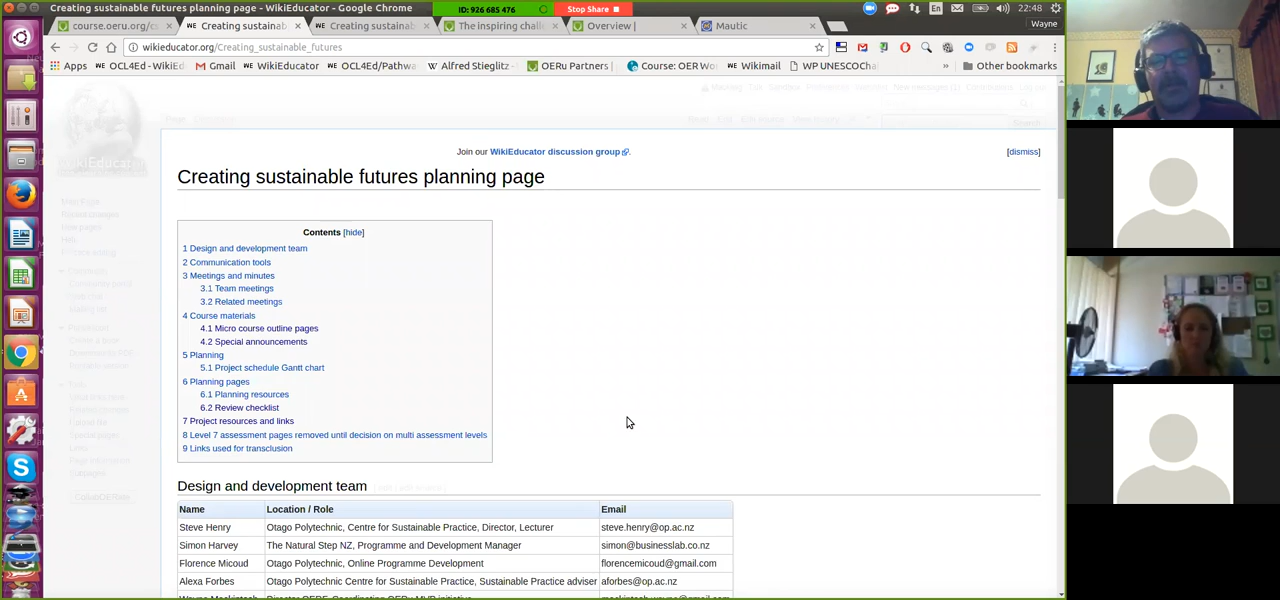 Creating sustainable futures planning page - WikiEducator - Google Chrome
ID: 926 685 476
Stop Share
En
22:48
Wayne
course.oeru.org/cs
Creating sustainab
Creating sustainab
The inspiring challe
Overview |
Mautic
wikieducator.org/Creating_sustainable_futures
Apps
WE OCL4Ed - WikiEd
Gmail
WE WikiEducator
WE OCL4Ed/Pathwa
W Alfred Stieglitz -
OERu Partners |
Course: OER Wo
WE Wikimail
WP UNESCOCha
»
Other bookmarks
Join our WikiEducator discussion group.
[dismiss]
Creating sustainable futures planning page
Contents [hide]
1 Design and development team
2 Communication tools
3 Meetings and minutes
3.1 Team meetings
3.2 Related meetings
4 Course materials
4.1 Micro course outline pages
4.2 Special announcements
5 Planning
5.1 Project schedule Gantt chart
6 Planning pages
6.1 Planning resources
6.2 Review checklist
7 Project resources and links
8 Level 7 assessment pages removed until decision on multi assessment levels
9 Links used for transclusion
Design and development team
Name Location / Role Email
Steve Henry Otago Polytechnic, Centre for Sustainable Practice, Director, Lecturer steve.henry@op.ac.nz
Simon Harvey The Natural Step NZ, Programme and Development Manager simon@businesslab.co.nz
Florence Micoud Otago Polytechnic, Online Programme Development florencemicoud@gmail.com
Alexa Forbes Otago Polytechnic Centre for Sustainable Practice, Sustainable Practice adviser aforbes@op.ac.nz